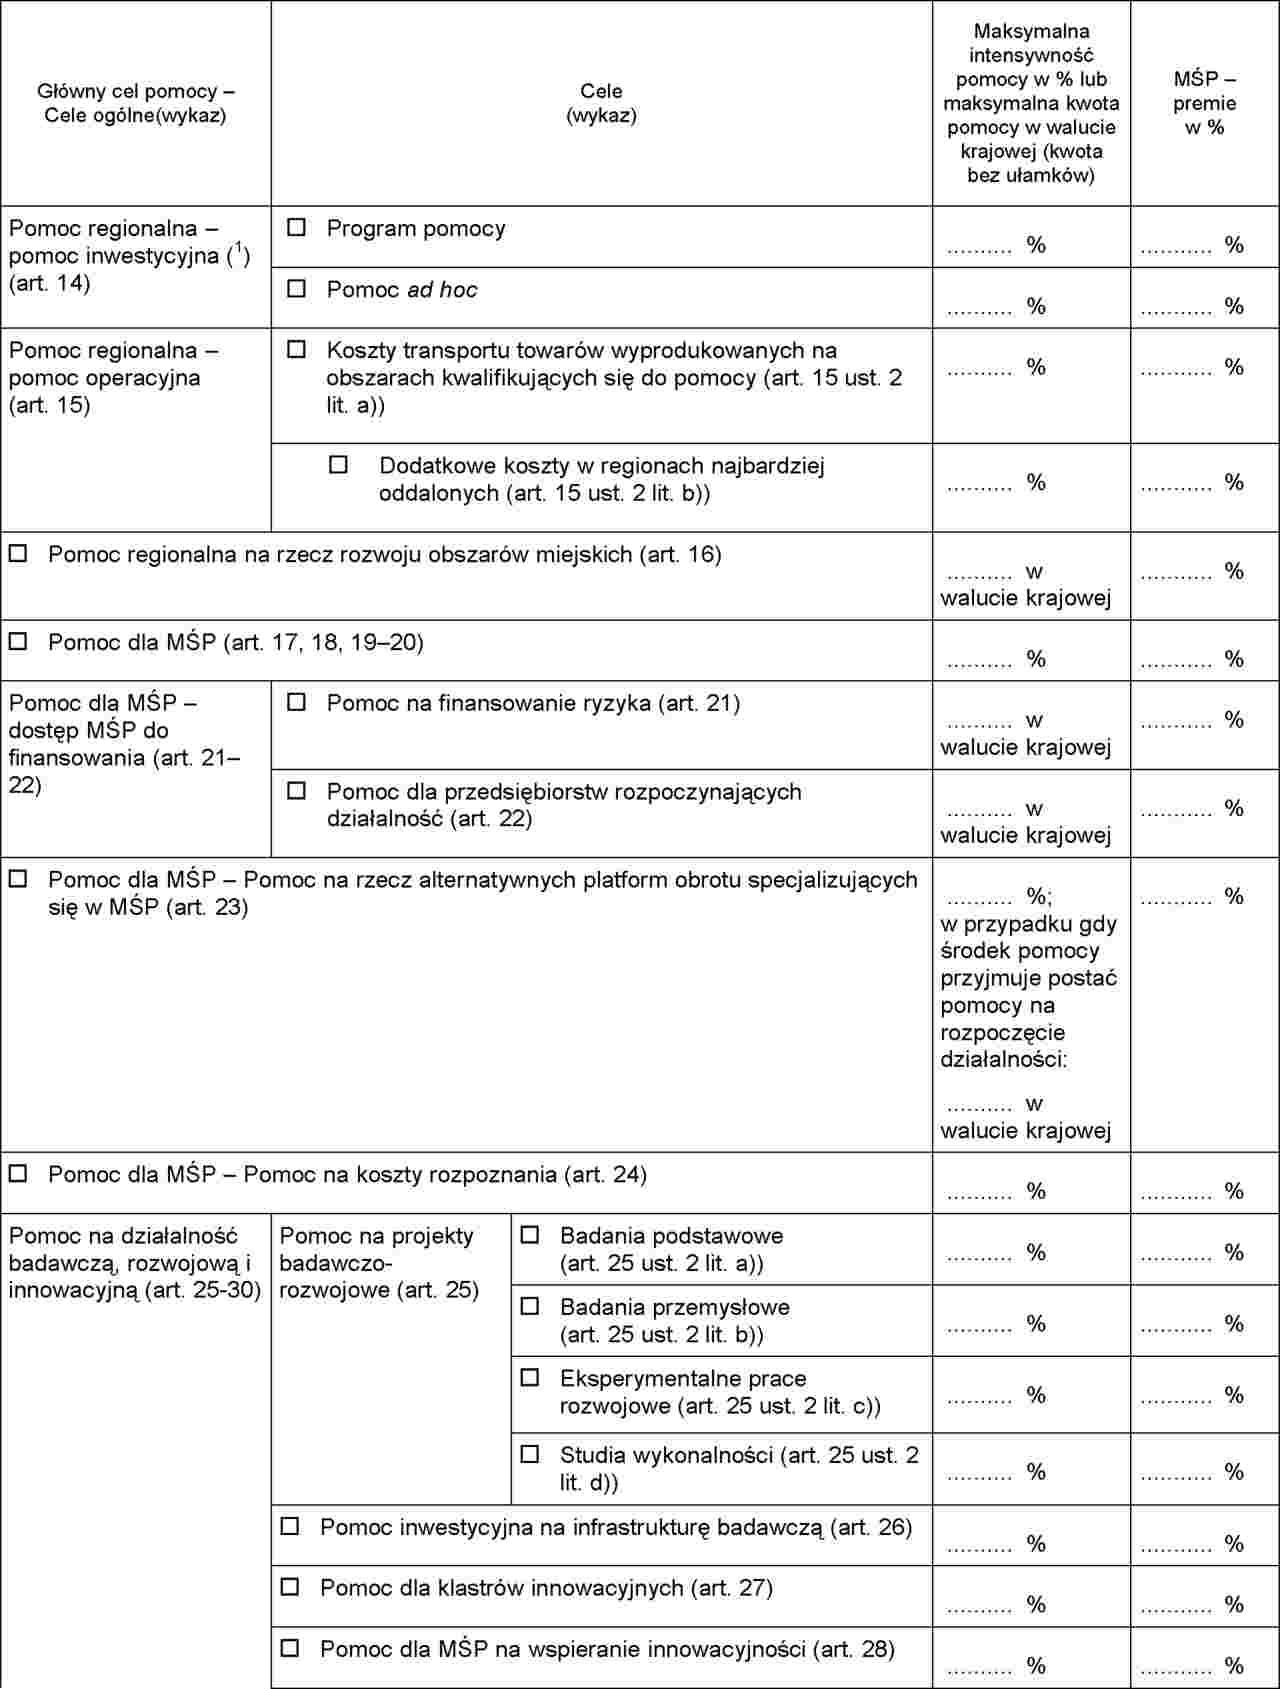 Główny cel pomocy –
Cele ogólne(wykaz)
Cele
(wykaz)
Maksymalna
intensywność
pomocy w % lub
maksymalna kwota
pomocy w walucie
krajowej (kwota
bez ułamków)
MŚP –
premie
w %
Pomoc regionalna –
pomoc inwestycyjna (1)
(art. 14)
☐ Program pomocy
.......... %
........... %
☐ Pomoc ad hoc
.......... %
........... %
Pomoc regionalna –
pomoc operacyjna
(art. 15)
☐ Koszty transportu towarów wyprodukowanych na
obszarach kwalifikujących się do pomocy (art. 15 ust. 2
lit. a))
.......... %
........... %
☐ Dodatkowe koszty w regionach najbardziej
oddalonych (art. 15 ust. 2 lit. b))
.......... %
........... %
☐ Pomoc regionalna na rzecz rozwoju obszarów miejskich (art. 16)
.......... w
walucie krajowej
........... %
☐ Pomoc dla MŚP (art. 17, 18, 19–20)
.......... %
........... %
Pomoc dla MŚP –
dostęp MŚP do
finansowania (art. 21–
22)
☐ Pomoc na finansowanie ryzyka (art. 21)
.......... w
walucie krajowej
........... %
☐ Pomoc dla przedsiębiorstw rozpoczynających
działalność (art. 22)
.......... w
walucie krajowej
........... %
☐ Pomoc dla MŚP – Pomoc na rzecz alternatywnych platform obrotu specjalizujących
się w MŚP (art. 23)
.......... %;
w przypadku gdy
środek pomocy
przyjmuje postać
pomocy na
rozpoczęcie
działalności:
.......... w
walucie krajowej
........... %
☐ Pomoc dla MŚP – Pomoc na koszty rozpoznania (art. 24)
.......... %
........... %
Pomoc na działalność
badawczą, rozwojową i
innowacyjną (art. 25-30)
Pomoc na projekty
badawczo-
rozwojowe (art. 25)
☐ Badania podstawowe
(art. 25 ust. 2 lit. a))
.......... %
........... %
☐ Badania przemysłowe
(art. 25 ust. 2 lit. b))
.......... %
........... %
☐ Eksperymentalne prace
rozwojowe (art. 25 ust. 2 lit. c))
.......... %
........... %
☐ Studia wykonalności (art. 25 ust. 2
lit. d))
.......... %
........... %
☐ Pomoc inwestycyjna na infrastrukturę badawczą (art. 26)
.......... %
........... %
☐ Pomoc dla klastrów innowacyjnych (art. 27)
.......... %
........... %
☐ Pomoc dla MŚP na wspieranie innowacyjności (art. 28)
.......... %
........... %